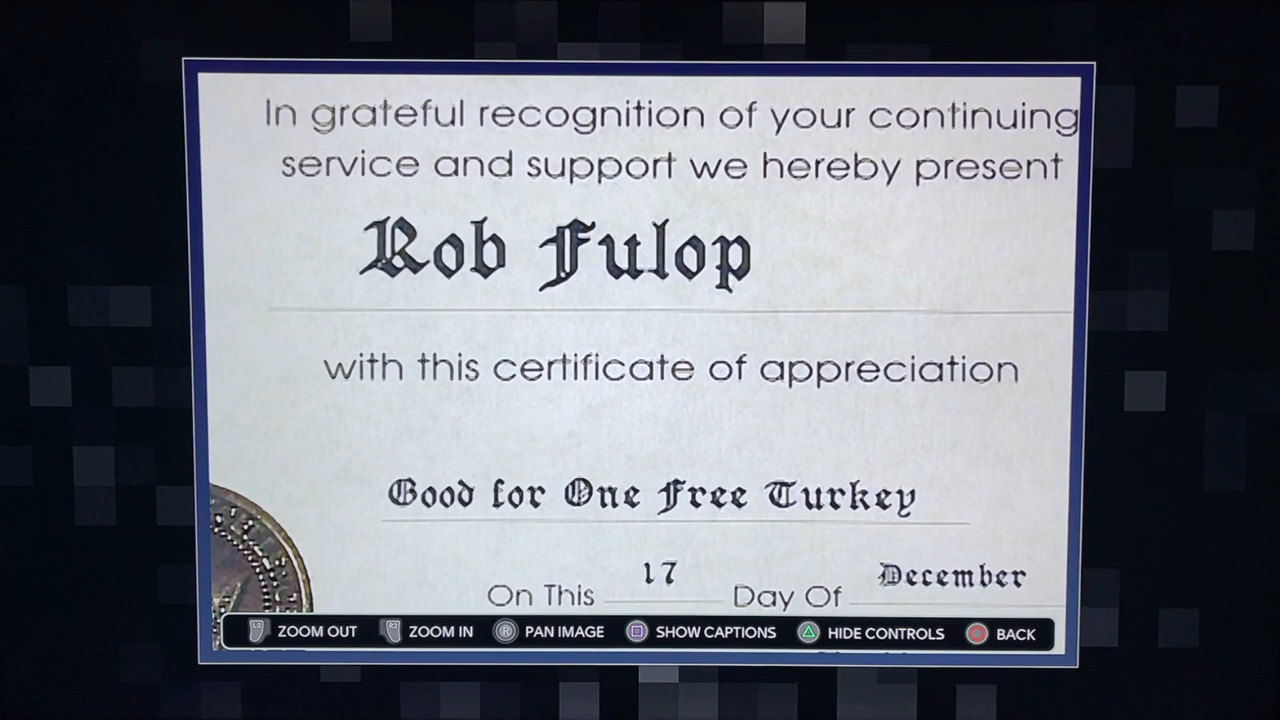 In grateful recognition of your continuing
service and support we hereby present
Rob Fulop
with this certificate of appreciation
Good for One Free Turkey
17 December
On This Day Of
L2 ZOOM OUT R2 ZOOM IN R PAN IMAGE SHOW CAPTIONS HIDE CONTROLS BACK